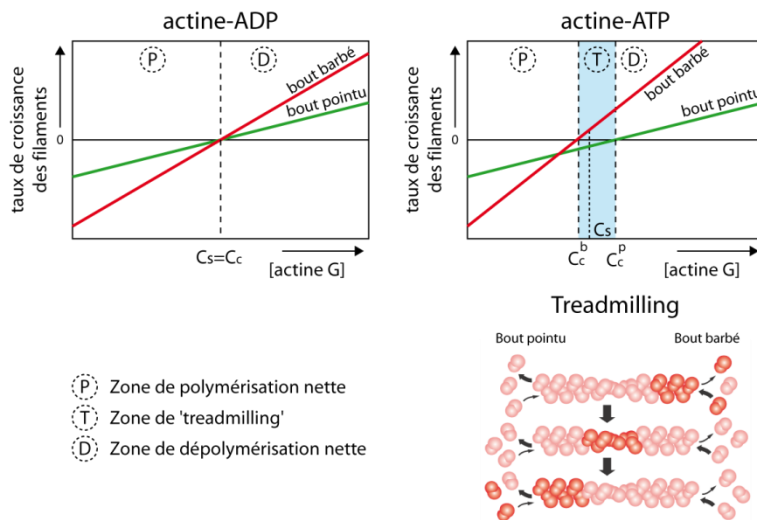 actine-ADP
P
D
bout barbé
bout pointu
0
taux de croissance
des filaments
Cs=Cc
[actine G]
actine-ATP
P
T
D
bout barbé
bout pointu
0
taux de croissance
des filaments
Cs
Ccb
Ccp
[actine G]
P Zone de polymérisation nette
T Zone de 'treadmilling'
D Zone de dépolymérisation nette
Treadmilling
Bout pointu
Bout barbé